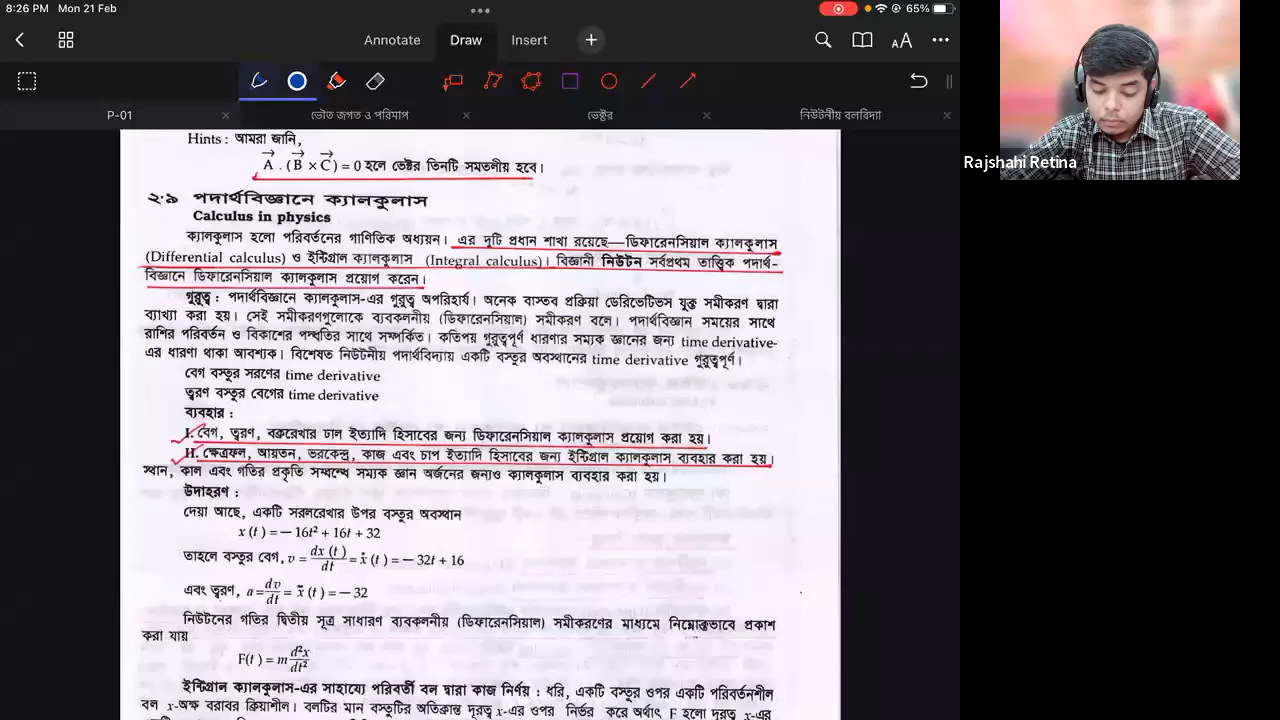 8:26 PM Mon 21 Feb
65%
Annotate Draw Insert
AA
P-01
ভৌত জগত ও পরিমাপ
ভেক্টর
নিউটনীয় বলবিদ্যা
Rajshahi Retina
Hints : আমরা জানি,
A . (B × C) = 0 হলে ভেক্টর তিনটি সমতলীয় হবে।
২·৯ পদার্থবিজ্ঞানে ক্যালকুলাস
Calculus in physics
ক্যালকুলাস হলো পরিবর্তনের গাণিতিক অধ্যয়ন। এর দুটি প্রধান শাখা রয়েছে—ডিফারেনসিয়াল ক্যালকুলাস
(Differential calculus) ও ইন্টিগ্রাল ক্যালকুলাস (Integral calculus)। বিজ্ঞানী নিউটন সর্বপ্রথম তাত্ত্বিক পদার্থ-
বিজ্ঞানে ডিফারেনসিয়াল ক্যালকুলাস প্রয়োগ করেন।
গুরুত্ব : পদার্থবিজ্ঞানে ক্যালকুলাস-এর গুরুত্ব অপরিহার্য। অনেক বাস্তব প্রক্রিয়া ডেরিভেটিভস যুক্ত সমীকরণ দ্বারা
ব্যাখ্যা করা হয়। সেই সমীকরণগুলোকে ব্যবকলনীয় (ডিফারেনসিয়াল) সমীকরণ বলে। পদার্থবিজ্ঞান সময়ের সাথে
রাশির পরিবর্তন ও বিকাশের পদ্ধতির সাথে সম্পর্কিত। কতিপয় গুরুত্বপূর্ণ ধারণার সম্যক জ্ঞানের জন্য time derivative-
এর ধারণা থাকা আবশ্যক। বিশেষত নিউটনীয় পদার্থবিদ্যায় একটি বস্তুর অবস্থানের time derivative গুরুত্বপূর্ণ।
বেগ বস্তুর সরণের time derivative
ত্বরণ বস্তুর বেগের time derivative
ব্যবহার :
I. বেগ, ত্বরণ, বক্ররেখার ঢাল ইত্যাদি হিসাবের জন্য ডিফারেনসিয়াল ক্যালকুলাস প্রয়োগ করা হয়।
II. ক্ষেত্রফল, আয়তন, ভরকেন্দ্র, কাজ এবং চাপ ইত্যাদি হিসাবের জন্য ইন্টিগ্রাল ক্যালকুলাস ব্যবহার করা হয়।
স্থান, কাল এবং গতির প্রকৃতি সম্বন্ধে সম্যক জ্ঞান অর্জনের জন্যও ক্যালকুলাস ব্যবহার করা হয়।
উদাহরণ :
দেয়া আছে, একটি সরলরেখার উপর বস্তুর অবস্থান
x (t) = − 16t² + 16t + 32
তাহলে বস্তুর বেগ, v = dx (t)/dt = ẋ (t) = − 32t + 16
এবং ত্বরণ, a = dv/dt = ẍ (t) = − 32
নিউটনের গতির দ্বিতীয় সূত্র সাধারণ ব্যবকলনীয় (ডিফারেনসিয়াল) সমীকরণের মাধ্যমে নিম্নোক্তভাবে প্রকাশ
করা যায়
F(t) = m d²x/dt²
ইন্টিগ্রাল ক্যালকুলাস-এর সাহায্যে পরিবর্তী বল দ্বারা কাজ নির্ণয় : ধরি, একটি বস্তুর ওপর একটি পরিবর্তনশীল
বল x-অক্ষ বরাবর ক্রিয়াশীল। বলটির মান বস্তুটির অতিক্রান্ত দূরত্ব x-এর ওপর নির্ভর করে অর্থাৎ F হলো দূরত্ব x-এর